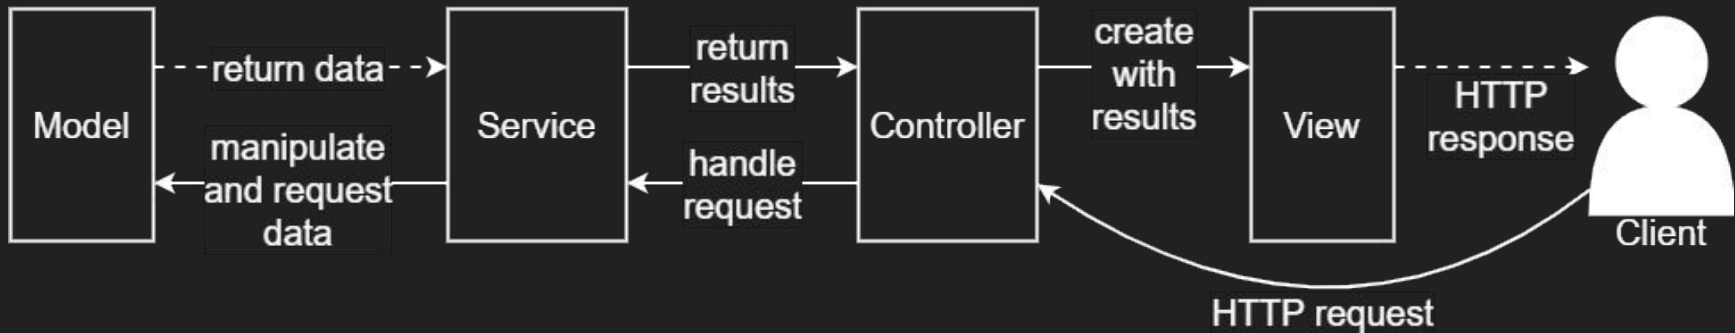 Model
return data
manipulate
and request
data
Service
return
results
handle
request
Controller
create
with
results
View
HTTP
response
Client
HTTP request